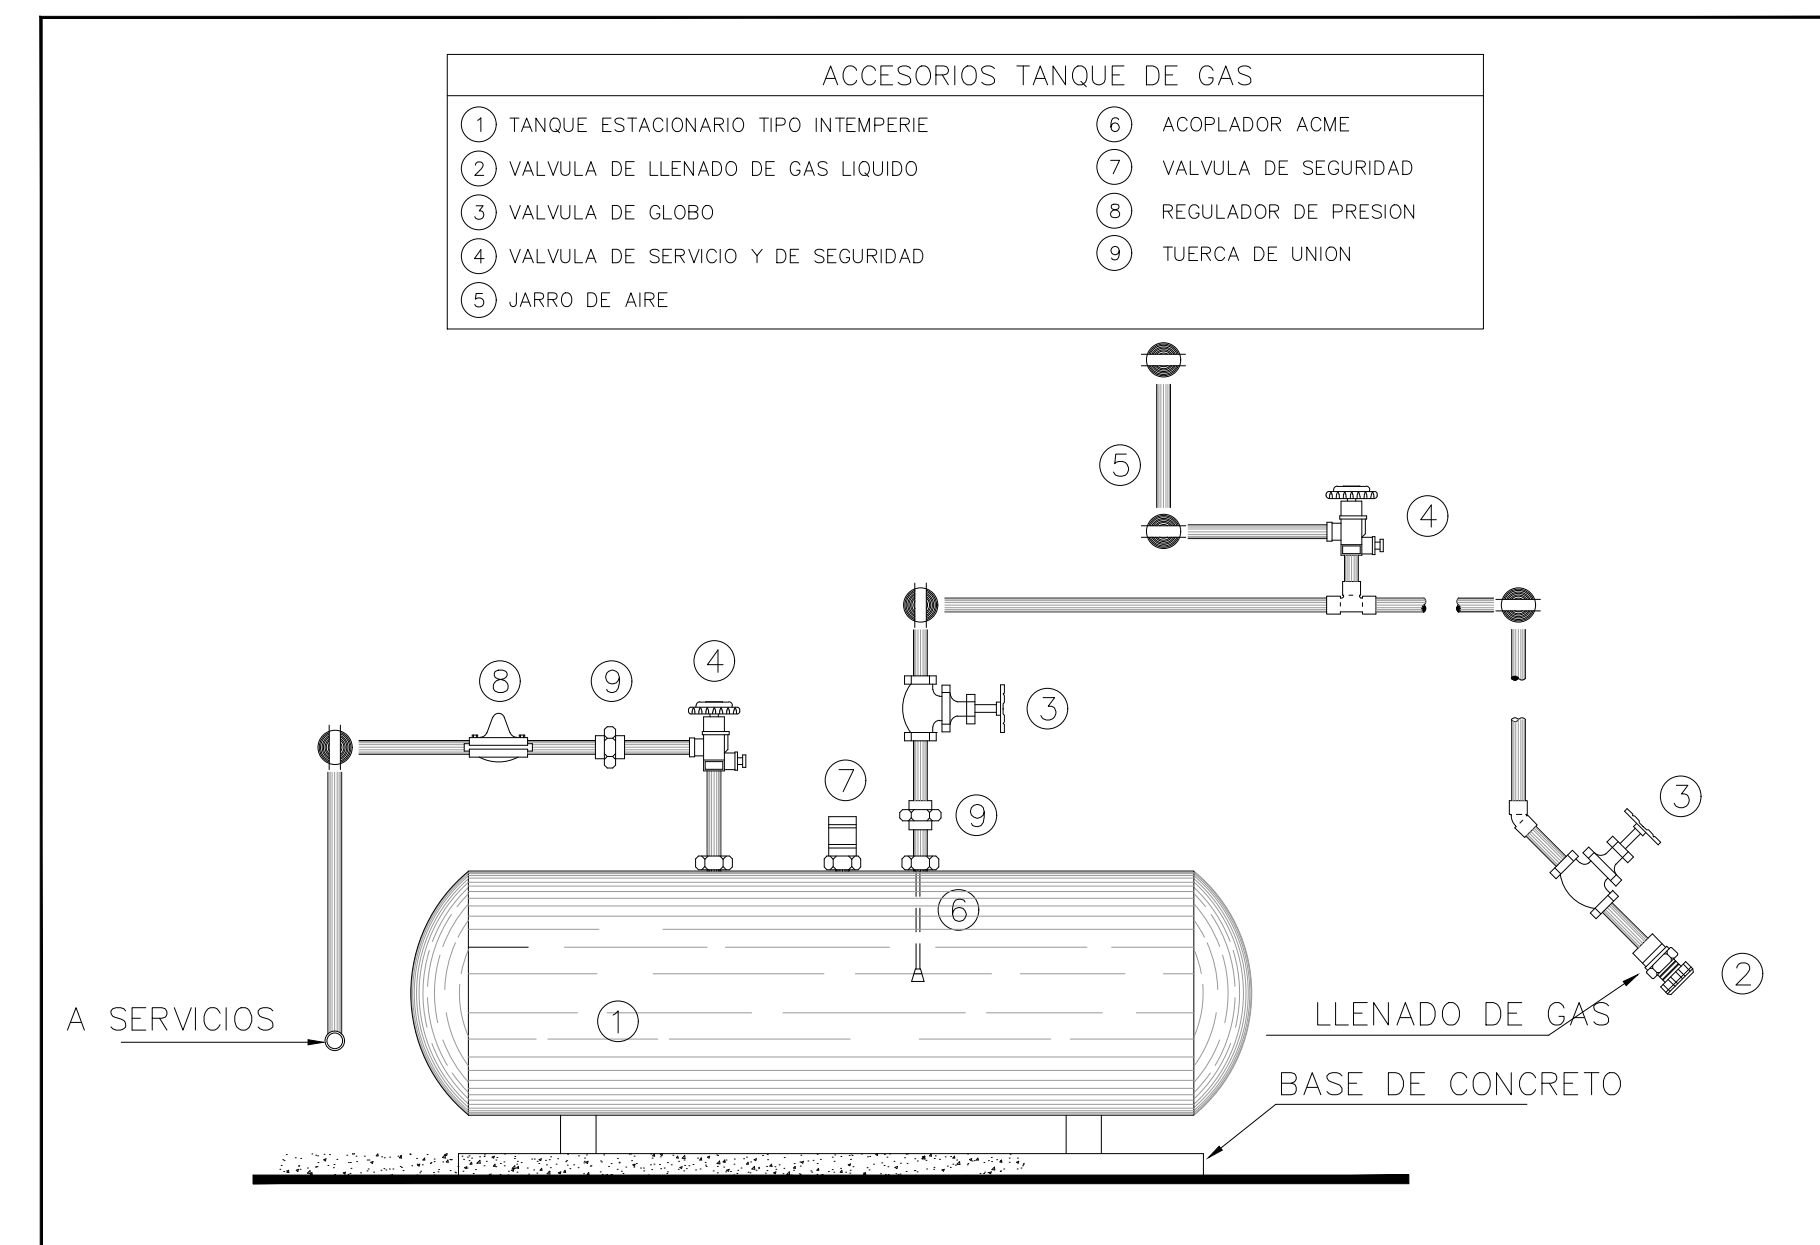 ACCESORIOS TANQUE DE GAS
1 TANQUE ESTACIONARIO TIPO INTEMPERIE
2 VALVULA DE LLENADO DE GAS LIQUIDO
3 VALVULA DE GLOBO
4 VALVULA DE SERVICIO Y DE SEGURIDAD
5 JARRO DE AIRE
6 ACOPLADOR ACME
7 VALVULA DE SEGURIDAD
8 REGULADOR DE PRESION
9 TUERCA DE UNION
5
4
8
9
4
3
7
9
3
6
2
1
A SERVICIOS
LLENADO DE GAS
BASE DE CONCRETO